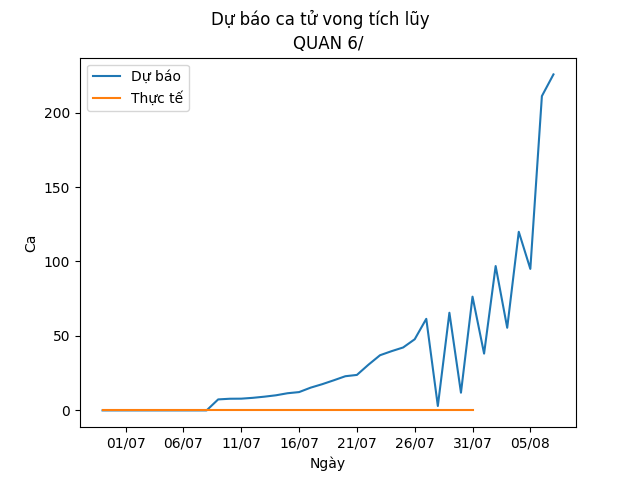 Dự báo ca tử vong tích lũy
QUAN 6/
Dự báo
Thực tế
200
150
100
50
0
Ca
01/07 06/07 11/07 16/07 21/07 26/07 31/07 05/08
Ngày